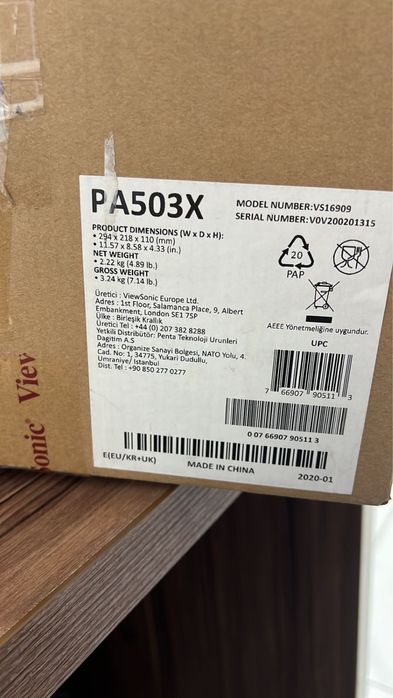 PA503X
MODEL NUMBER:VS16909
SERIAL NUMBER:V0V200201315
PRODUCT DIMENSIONS (W x D x H):
• 294 x 218 x 110 (mm)
• 11.57 x 8.58 x 4.33 (in.)
NET WEIGHT
• 2.22 kg (4.89 lb.)
GROSS WEIGHT
• 3.24 kg (7.14 lb.)
20
PAP
Üretici : ViewSonic Europe Ltd.
Adres : 1st Floor, Salamanca Place, 9, Albert
Embankment, London SE1 7SP
Ülke : Birleşik Krallık
Üretici Tel : +44 (0) 207 382 8288
Yetkili Distribütör: Penta Teknoloji Urunleri
Dagitim A.S
Adres : Organize Sanayi Bolgesi, NATO Yolu, 4.
Cad. No: 1, 34775, Yukari Dudullu,
Umraniye/ Istanbul
Dist. Tel : +90 850 277 0277
AEEE Yönetmeliğine uygundur.
UPC
7 66907 90511 3
0 07 66907 90511 3
E(EU/KR+UK)
MADE IN CHINA
2020-01
onic® View